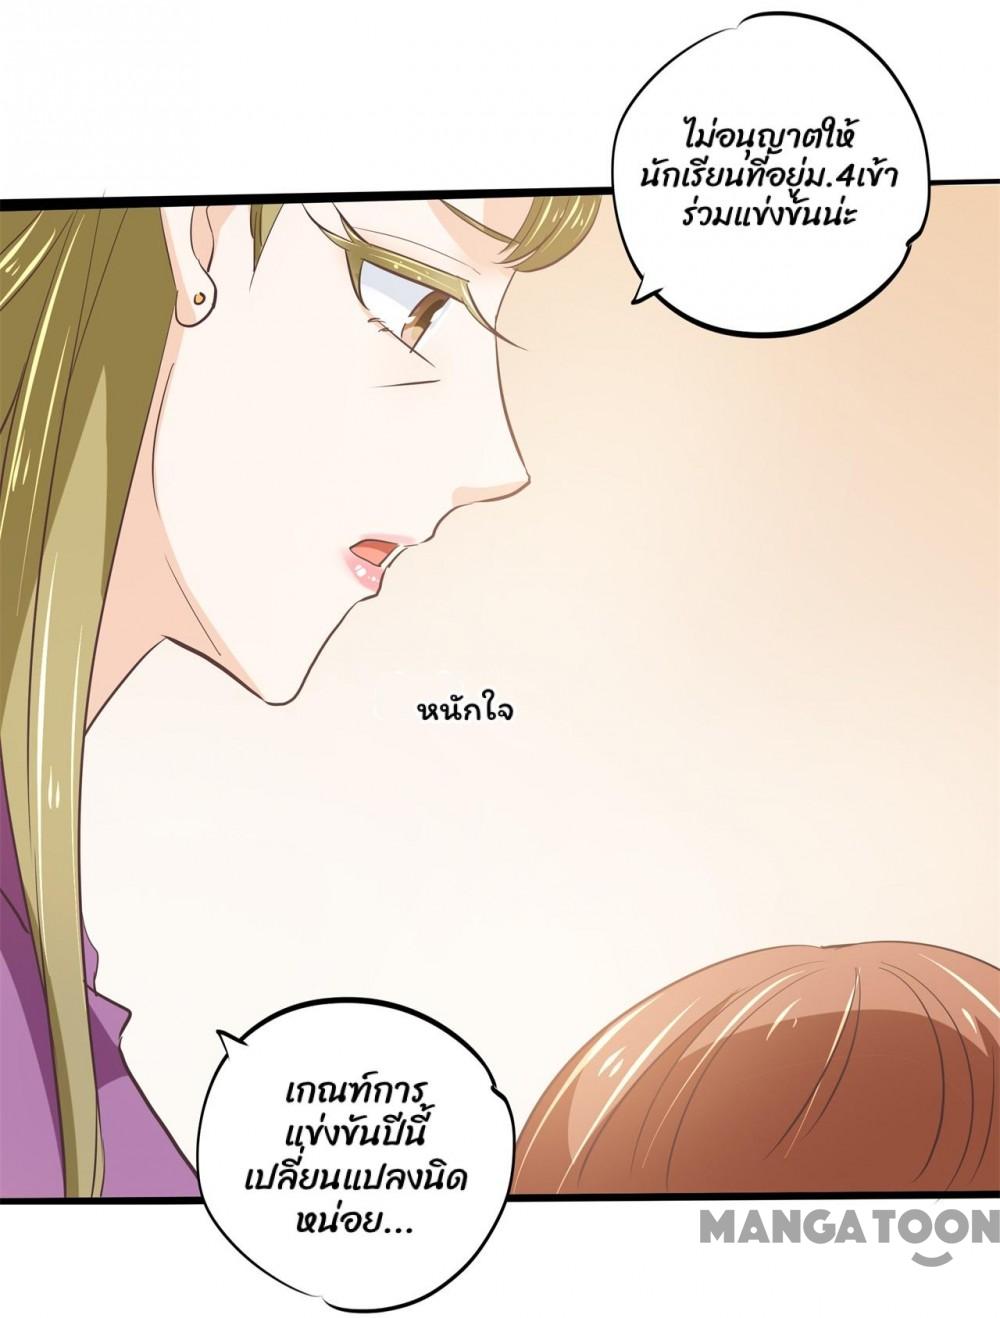 ไม่อนุญาตให้
นักเรียนที่อยู่ม.4เข้า
ร่วมแข่งขันน่ะ
หนักใจ
เกณฑ์การ
แข่งขันปีนี้
เปลี่ยนแปลงนิด
หน่อย...
MANGATOON